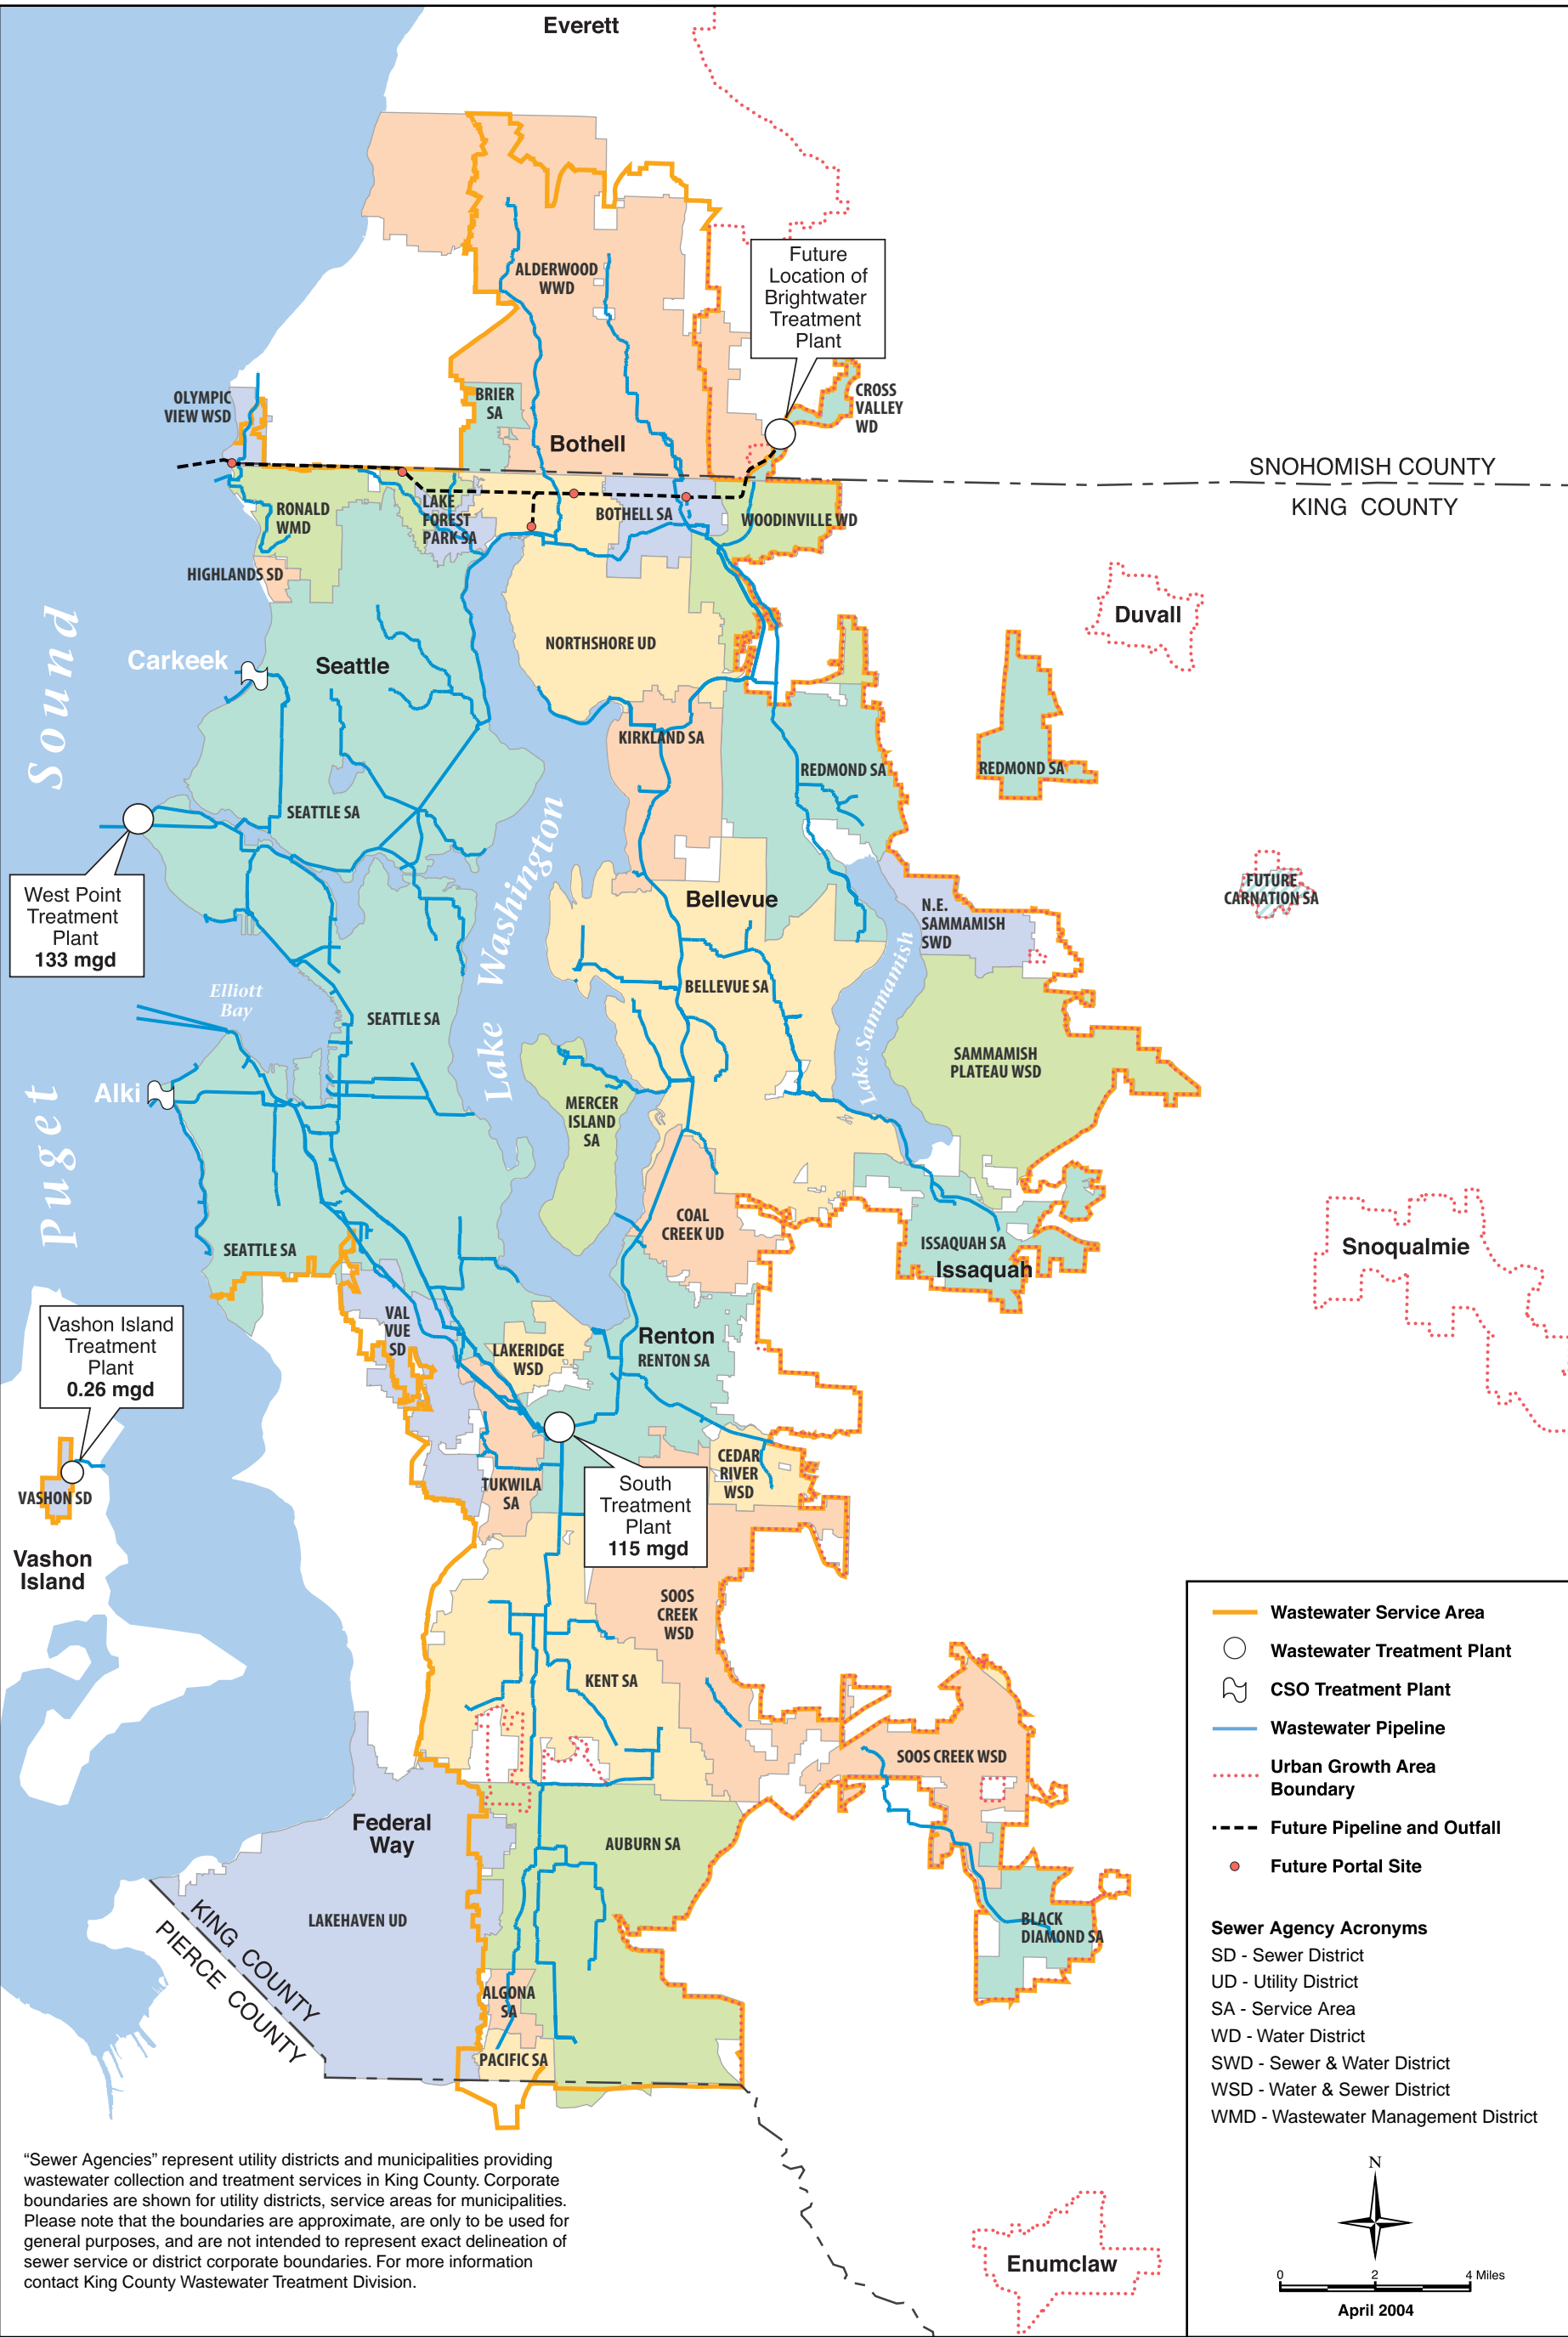 Everett
ALDERWOOD
WWD
Future
Location of
Brightwater
Treatment
Plant
OLYMPIC
VIEW WSD
BRIER
SA
CROSS
VALLEY
WD
Bothell
SNOHOMISH COUNTY
KING COUNTY
RONALD
WMD
LAKE
FOREST
PARK SA
BOTHELL SA
WOODINVILLE WD
HIGHLANDS SD
Duvall
NORTHSHORE UD
Carkeek
Seattle
Puget Sound
KIRKLAND SA
REDMOND SA
REDMOND SA
SEATTLE SA
Lake Washington
West Point
Treatment
Plant
133 mgd
Bellevue
N.E.
SAMMAMISH
SWD
FUTURE
CARNATION SA
Elliott
Bay
SEATTLE SA
BELLEVUE SA
Lake Sammamish
SAMMAMISH
PLATEAU WSD
Alki
MERCER
ISLAND
SA
COAL
CREEK UD
SEATTLE SA
ISSAQUAH SA
Issaquah
Snoqualmie
Vashon Island
Treatment
Plant
0.26 mgd
VAL
VUE
SD
LAKERIDGE
WSD
Renton
RENTON SA
CEDAR
RIVER
WSD
VASHON SD
TUKWILA
SA
South
Treatment
Plant
115 mgd
Vashon
Island
SOOS
CREEK
WSD
KENT SA
SOOS CREEK WSD
Federal
Way
AUBURN SA
LAKEHAVEN UD
BLACK
DIAMOND SA
KING COUNTY
PIERCE COUNTY
ALGONA
SA
PACIFIC SA
Enumclaw
Wastewater Service Area
Wastewater Treatment Plant
CSO Treatment Plant
Wastewater Pipeline
Urban Growth Area
Boundary
Future Pipeline and Outfall
Future Portal Site
Sewer Agency Acronyms
SD - Sewer District
UD - Utility District
SA - Service Area
WD - Water District
SWD - Sewer & Water District
WSD - Water & Sewer District
WMD - Wastewater Management District
N
0 2 4 Miles
April 2004
“Sewer Agencies” represent utility districts and municipalities providing
wastewater collection and treatment services in King County. Corporate
boundaries are shown for utility districts, service areas for municipalities.
Please note that the boundaries are approximate, are only to be used for
general purposes, and are not intended to represent exact delineation of
sewer service or district corporate boundaries. For more information
contact King County Wastewater Treatment Division.